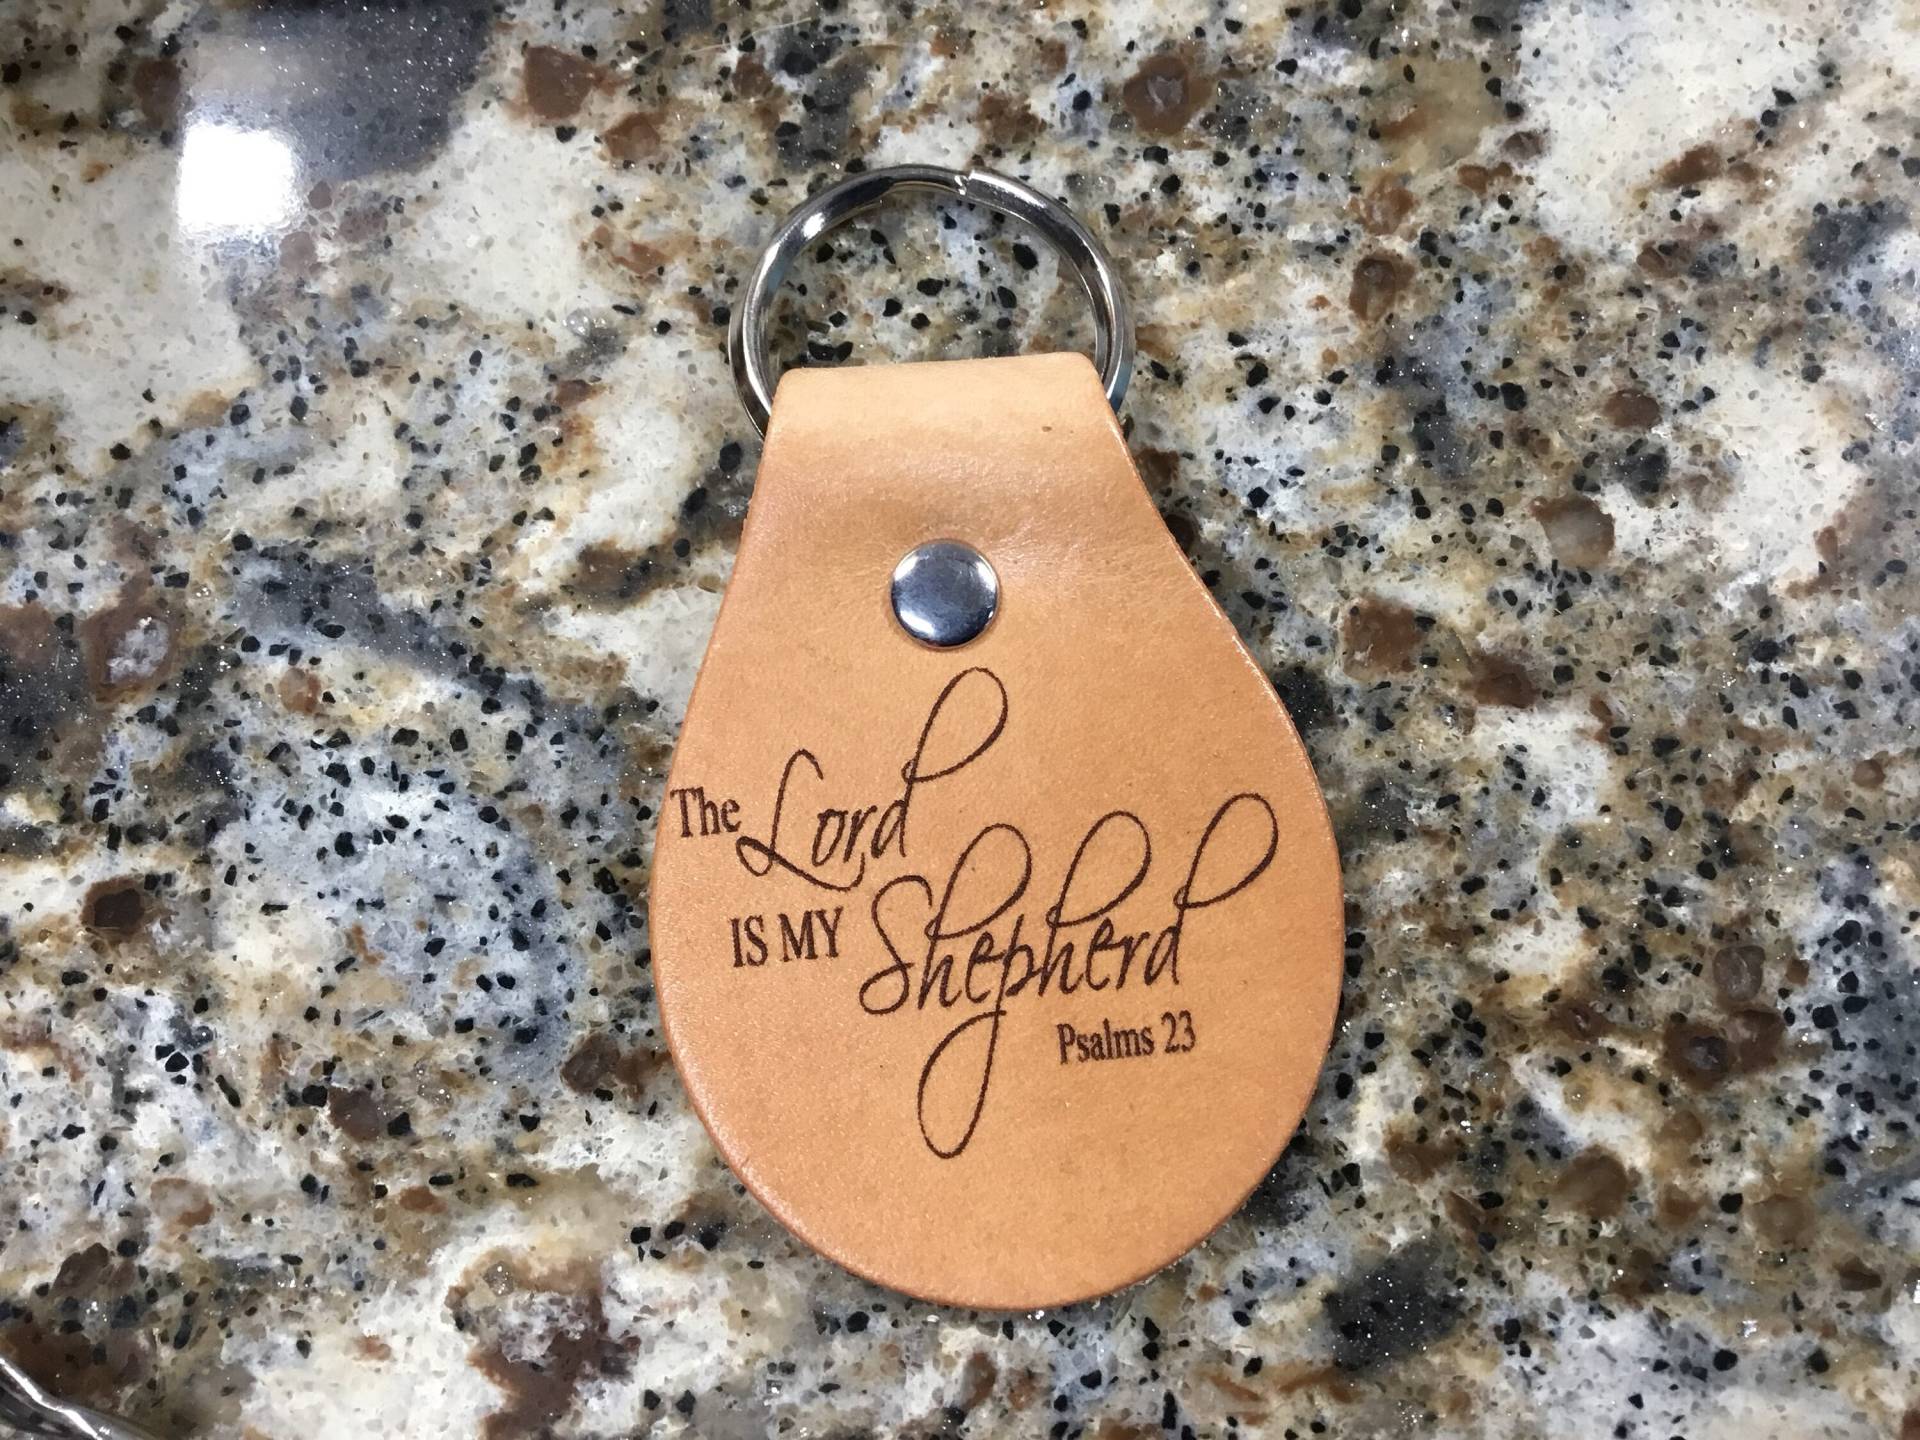 The Lord
IS MY Shepherd
Psalms 23